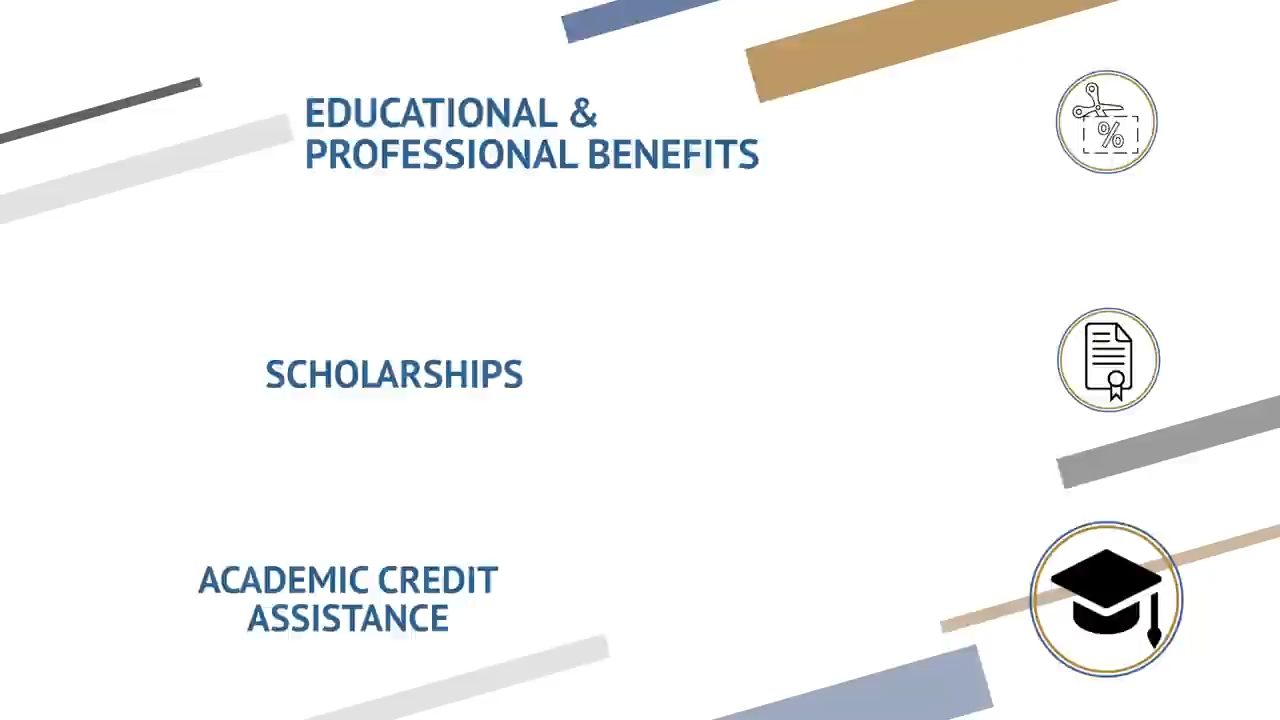 EDUCATIONAL &
PROFESSIONAL BENEFITS
%
SCHOLARSHIPS
ACADEMIC CREDIT
ASSISTANCE